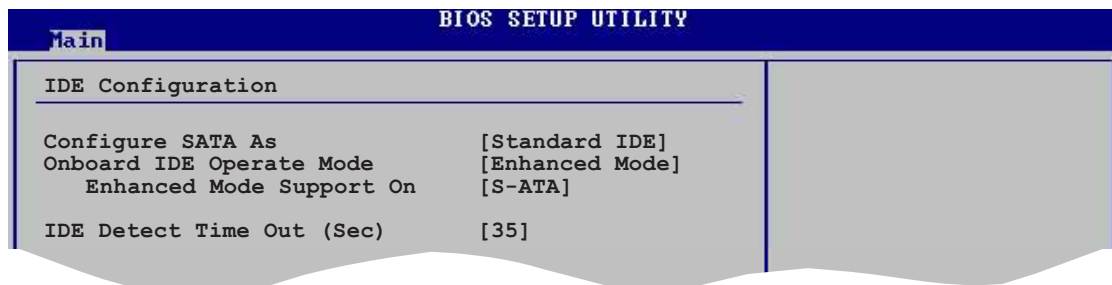 BIOS SETUP UTILITY
Main
IDE Configuration
Configure SATA As [Standard IDE]
Onboard IDE Operate Mode [Enhanced Mode]
Enhanced Mode Support On [S-ATA]
IDE Detect Time Out (Sec) [35]